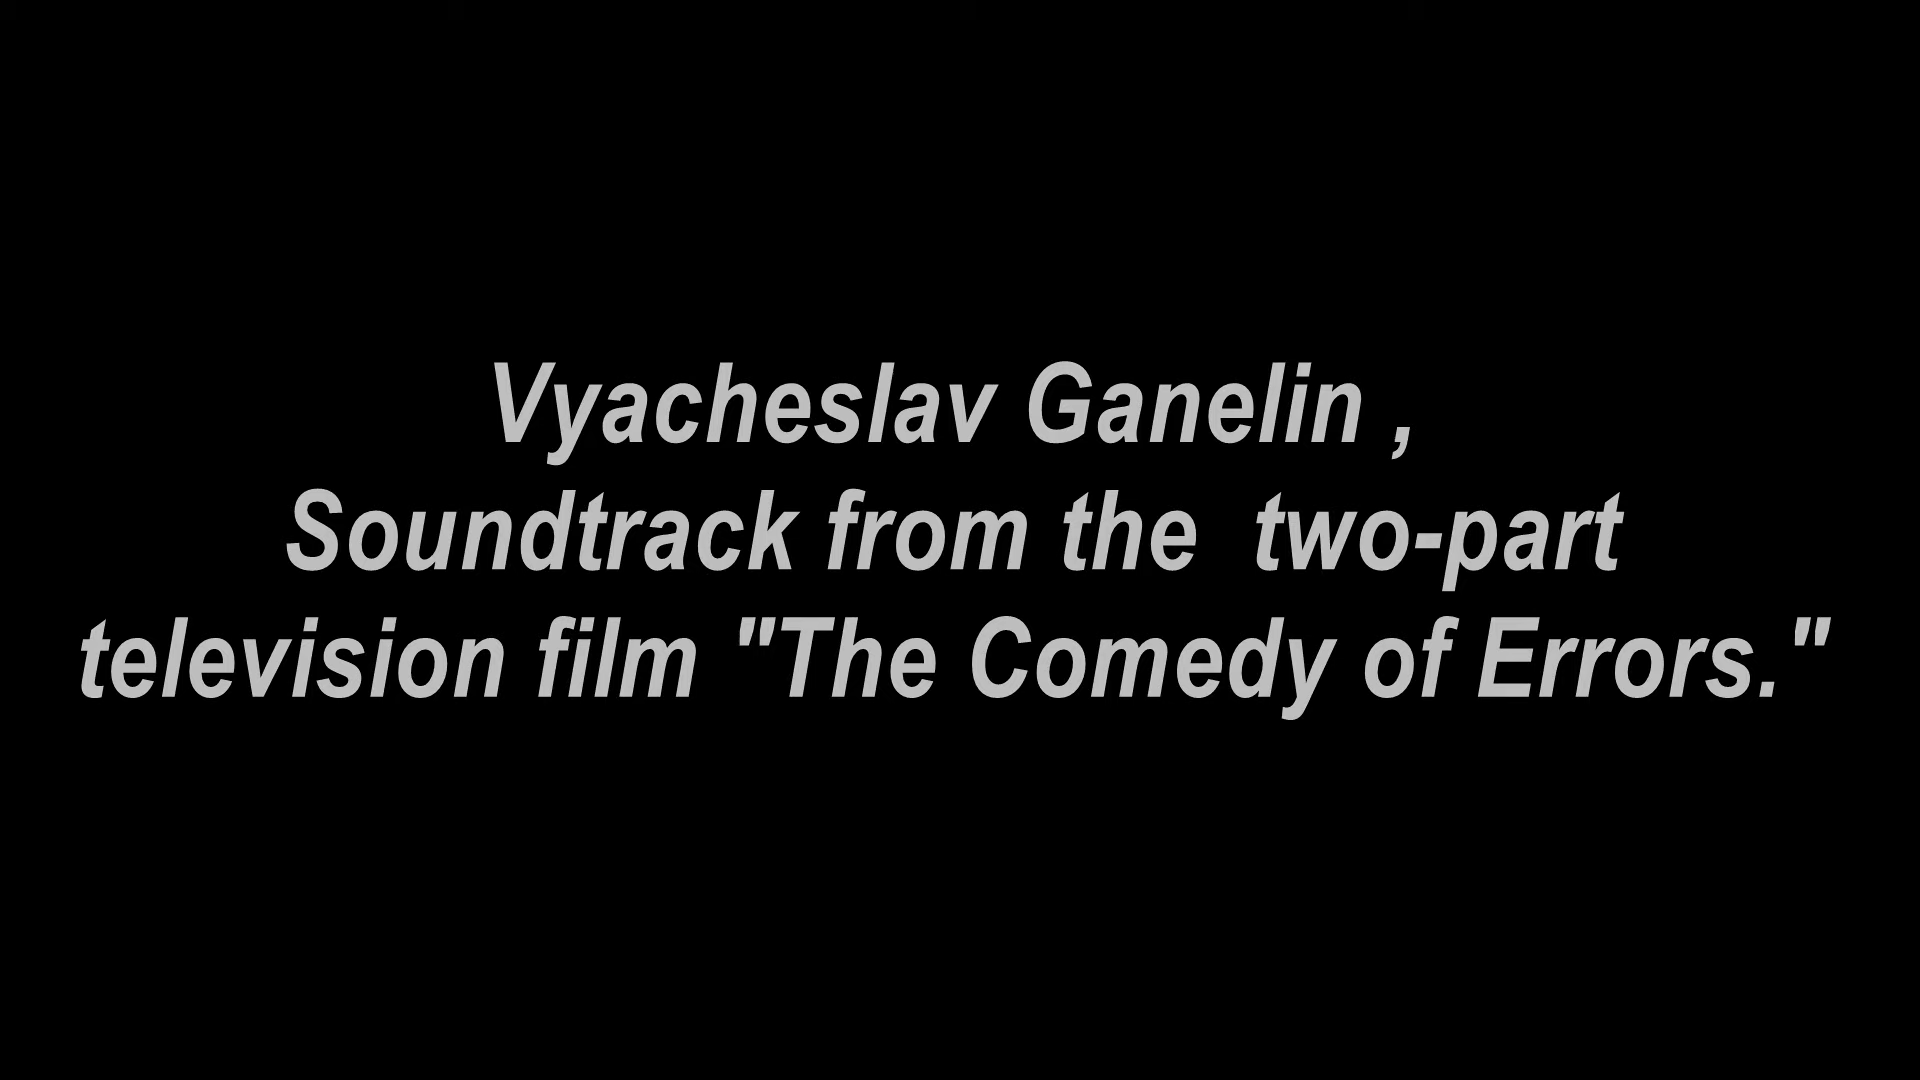 Vyacheslav Ganelin ,
Soundtrack from the  two-part
television film "The Comedy of Errors."